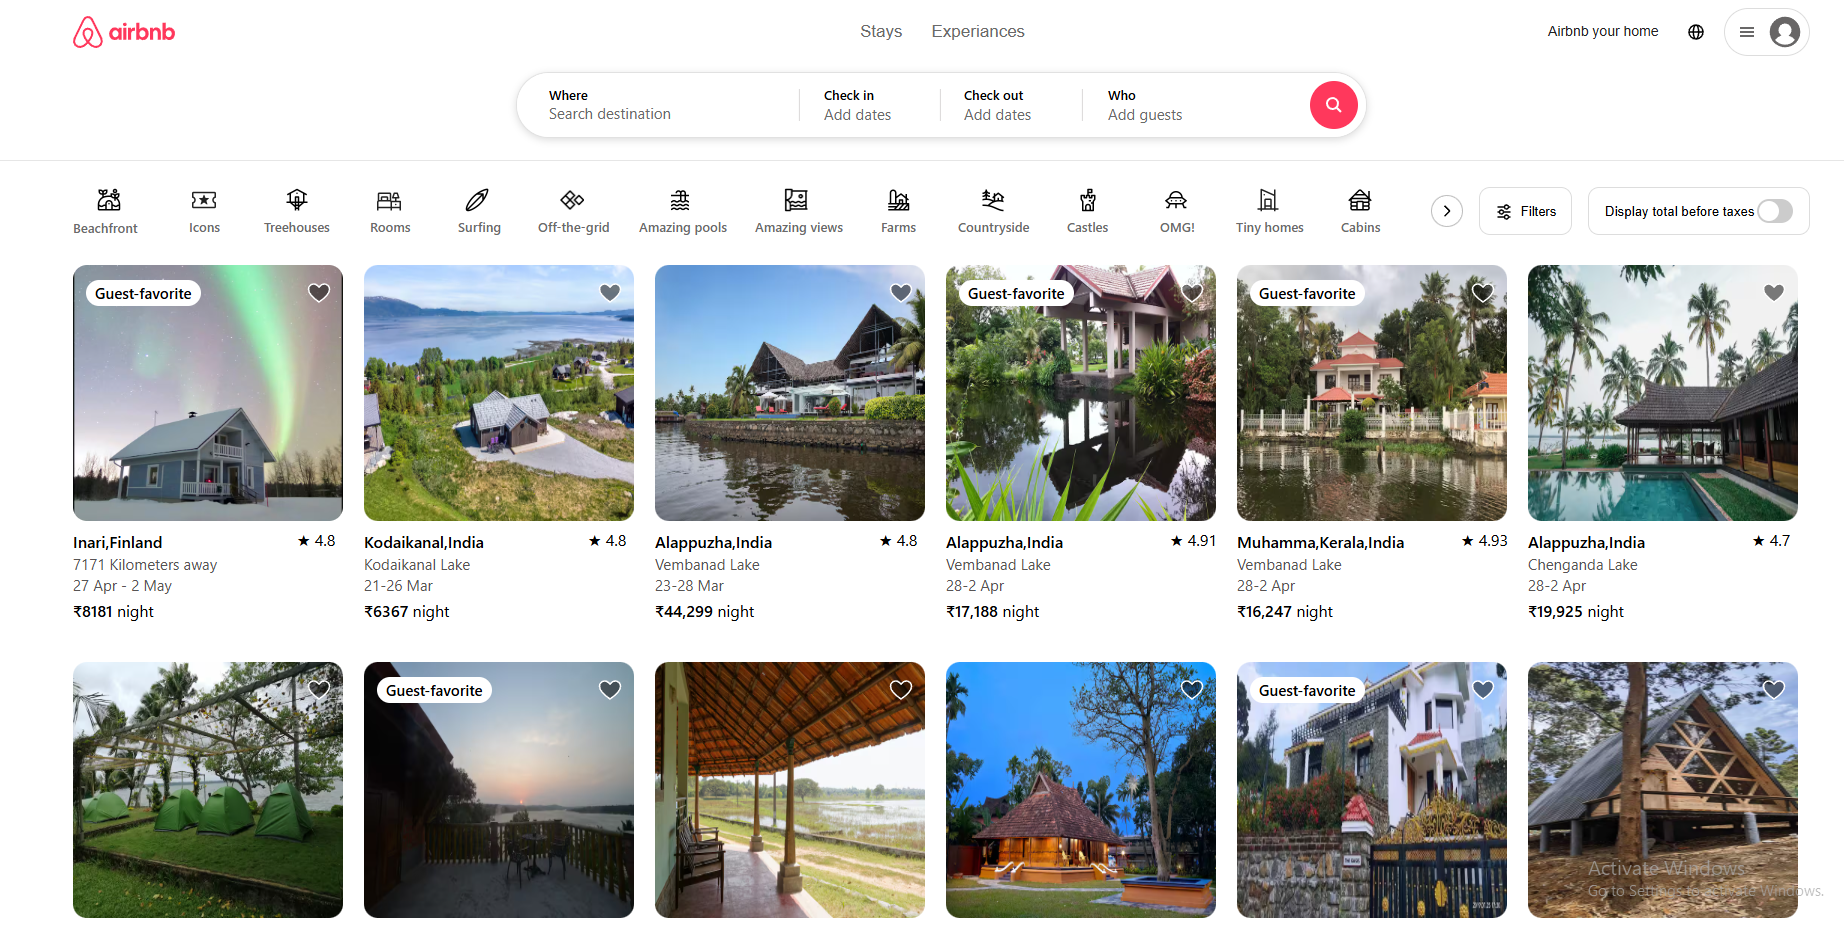 airbnb
Stays Experiances
Airbnb your home
Where
Search destination
Check in
Add dates
Check out
Add dates
Who
Add guests
Beachfront
Icons
Treehouses
Rooms
Surfing
Off-the-grid
Amazing pools
Amazing views
Farms
Countryside
Castles
OMG!
Tiny homes
Cabins
Filters
Display total before taxes
Guest-favorite
Inari,Finland ★ 4.8
7171 Kilometers away
27 Apr - 2 May
₹8181 night
Kodaikanal,India ★ 4.8
Kodaikanal Lake
21-26 Mar
₹6367 night
Alappuzha,India ★ 4.8
Vembanad Lake
23-28 Mar
₹44,299 night
Guest-favorite
Alappuzha,India ★ 4.91
Vembanad Lake
28-2 Apr
₹17,188 night
Guest-favorite
Muhamma,Kerala,India ★ 4.93
Vembanad Lake
28-2 Apr
₹16,247 night
Alappuzha,India ★ 4.7
Chenganda Lake
28-2 Apr
₹19,925 night
Guest-favorite
Guest-favorite
Activate Windows
Go to Settings to activate Windows.